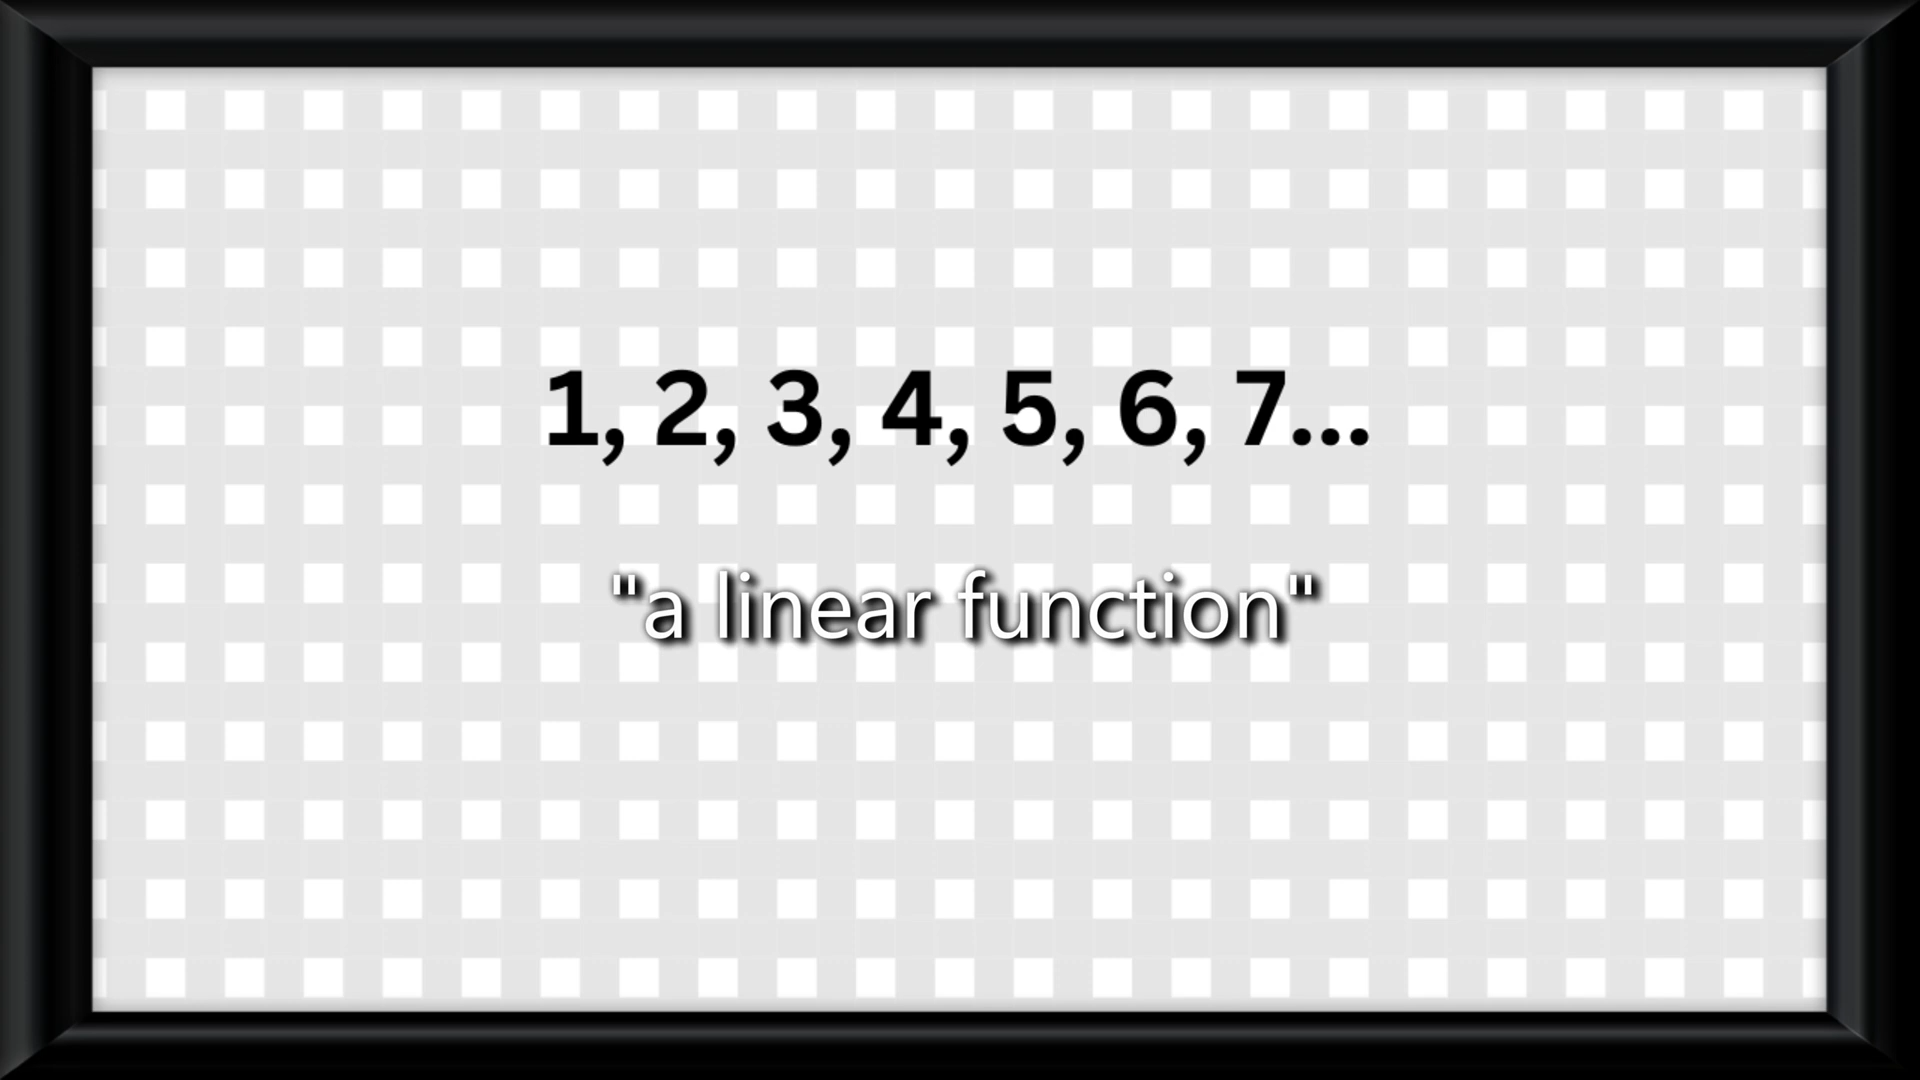 1, 2, 3, 4, 5, 6, 7...
"a linear function"